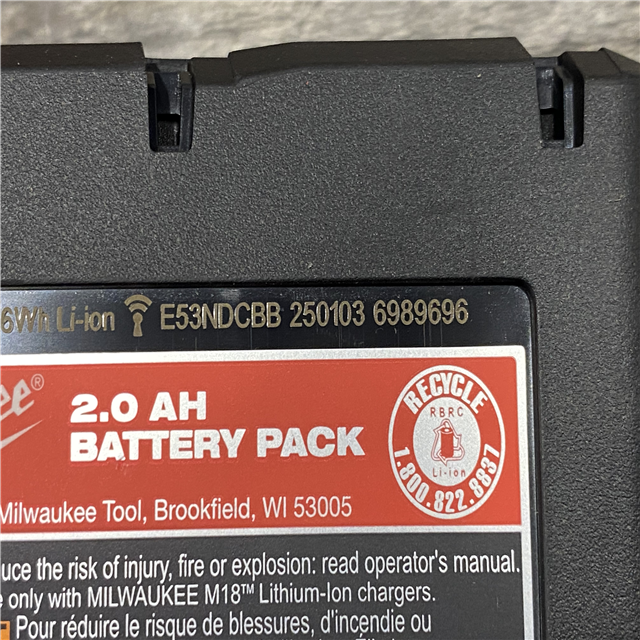 6Wh Li-ion E53NDCBB 250103 6989696
ee®
2.0 AH
BATTERY PACK
RECYCLE
RBRC
Li-ion
1.800.822.8837
Milwaukee Tool, Brookfield, WI 53005
uce the risk of injury, fire or explosion: read operator's manual.
e only with MILWAUKEE M18™ Lithium-Ion chargers.
Pour réduire le risque de blessures, d'incendie ou